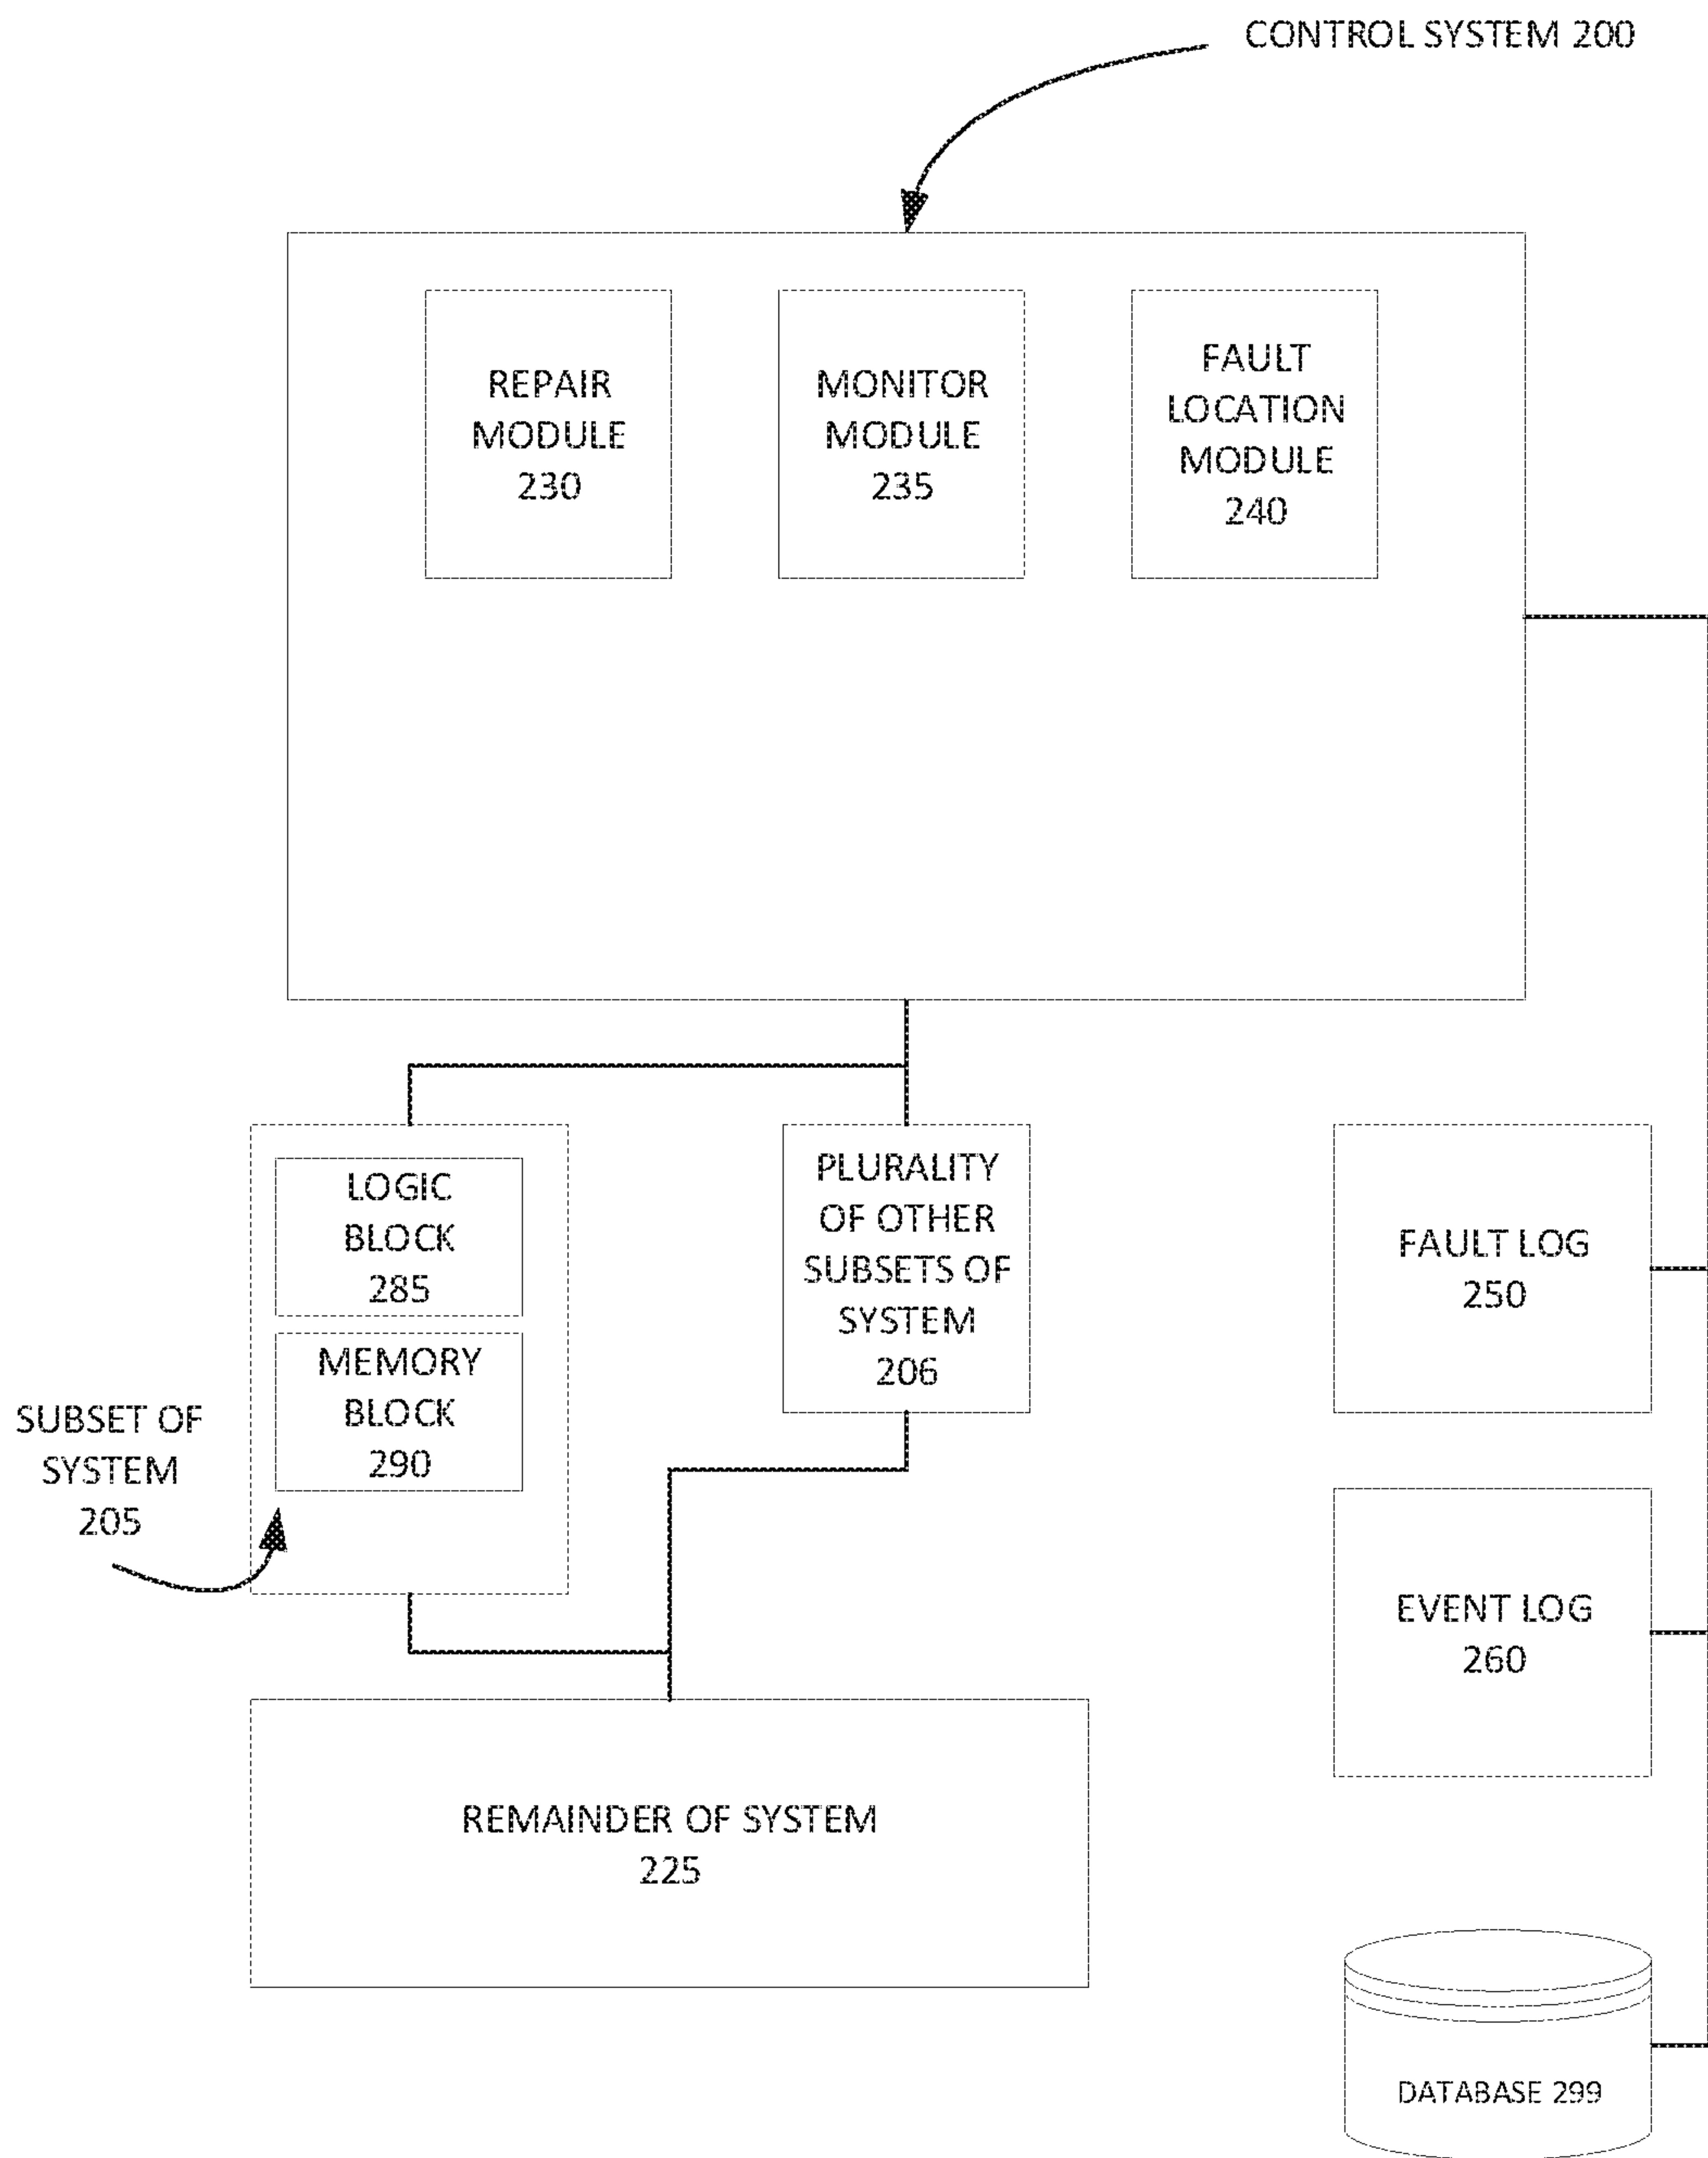 CONTROL SYSTEM 200
REPAIR
MODULE
230
MONITOR
MODULE
235
FAULT
LOCATION
MODULE
240
LOGIC
BLOCK
285
MEMORY
BLOCK
290
SUBSET OF
SYSTEM
205
PLURALITY
OF OTHER
SUBSETS OF
SYSTEM
206
FAULT LOG
250
EVENT LOG
260
REMAINDER OF SYSTEM
225
DATABASE 299